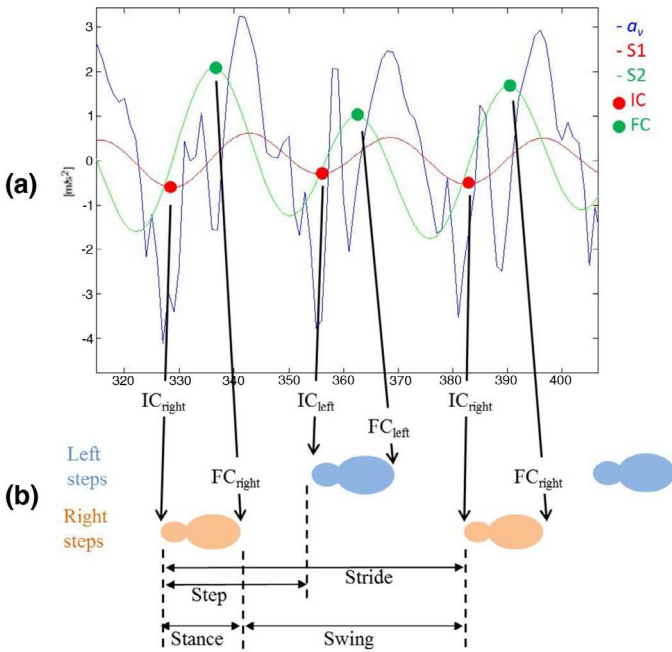 (a)
[m/s²]
3
2
1
0
-1
-2
-3
-4
320 330 340 350 360 370 380 390 400
- aᵥ
- S1
- S2
IC
FC
IC_right IC_left IC_right
FC_left
(b)
Left steps
FC_right FC_right
Right steps
Stride
Step
Stance Swing